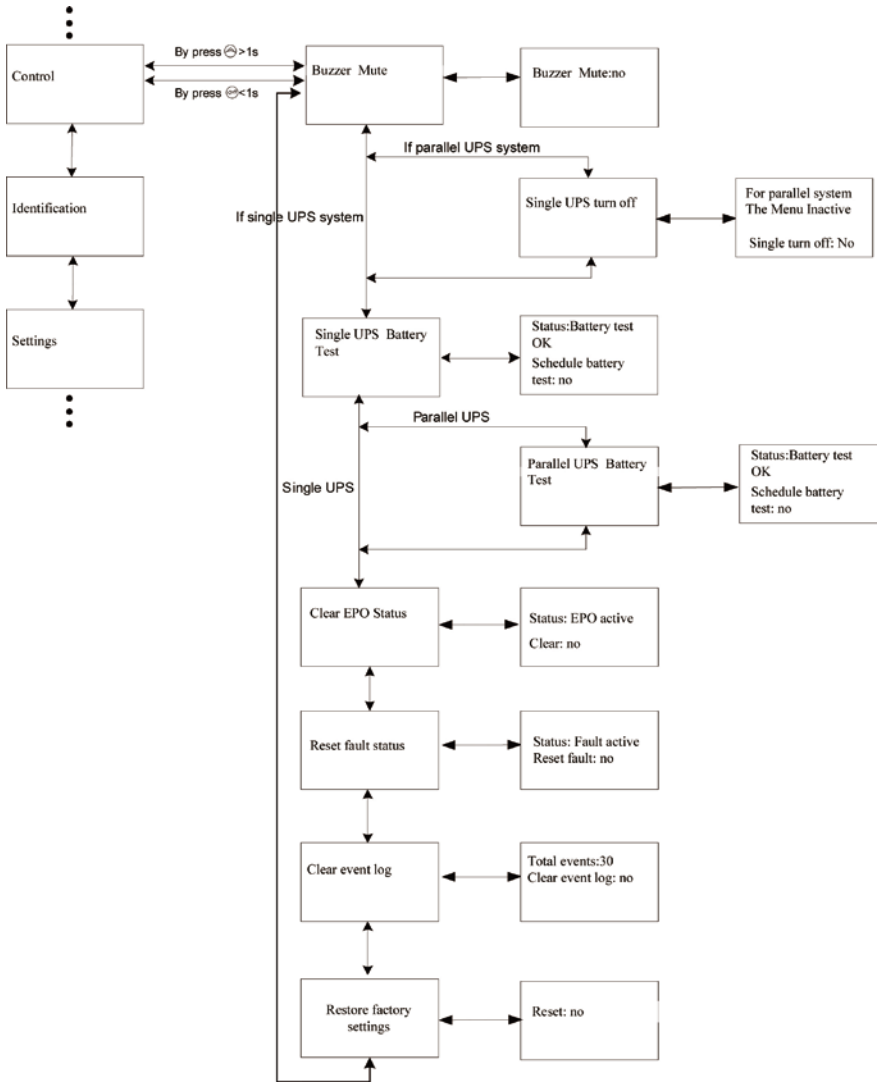 By press >1s
Control
Buzzer Mute
Buzzer Mute:no
By press <1s
If parallel UPS system
Identification
If single UPS system
Single UPS turn off
For parallel system
The Menu Inactive
Single turn off: No
Settings
Single UPS Battery
Test
Status:Battery test
OK
Schedule battery
test: no
Parallel UPS
Single UPS
Parallel UPS Battery
Test
Status:Battery test
OK
Schedule battery
test: no
Clear EPO Status
Status: EPO active
Clear: no
Reset fault status
Status: Fault active
Reset fault: no
Clear event log
Total events:30
Clear event log: no
Restore factory
settings
Reset: no